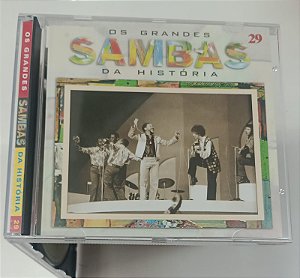 OS GRANDES
SAMBAS
DA HISTÓRIA
29
OS GRANDES
SAMBAS
DA HISTÓRIA
29